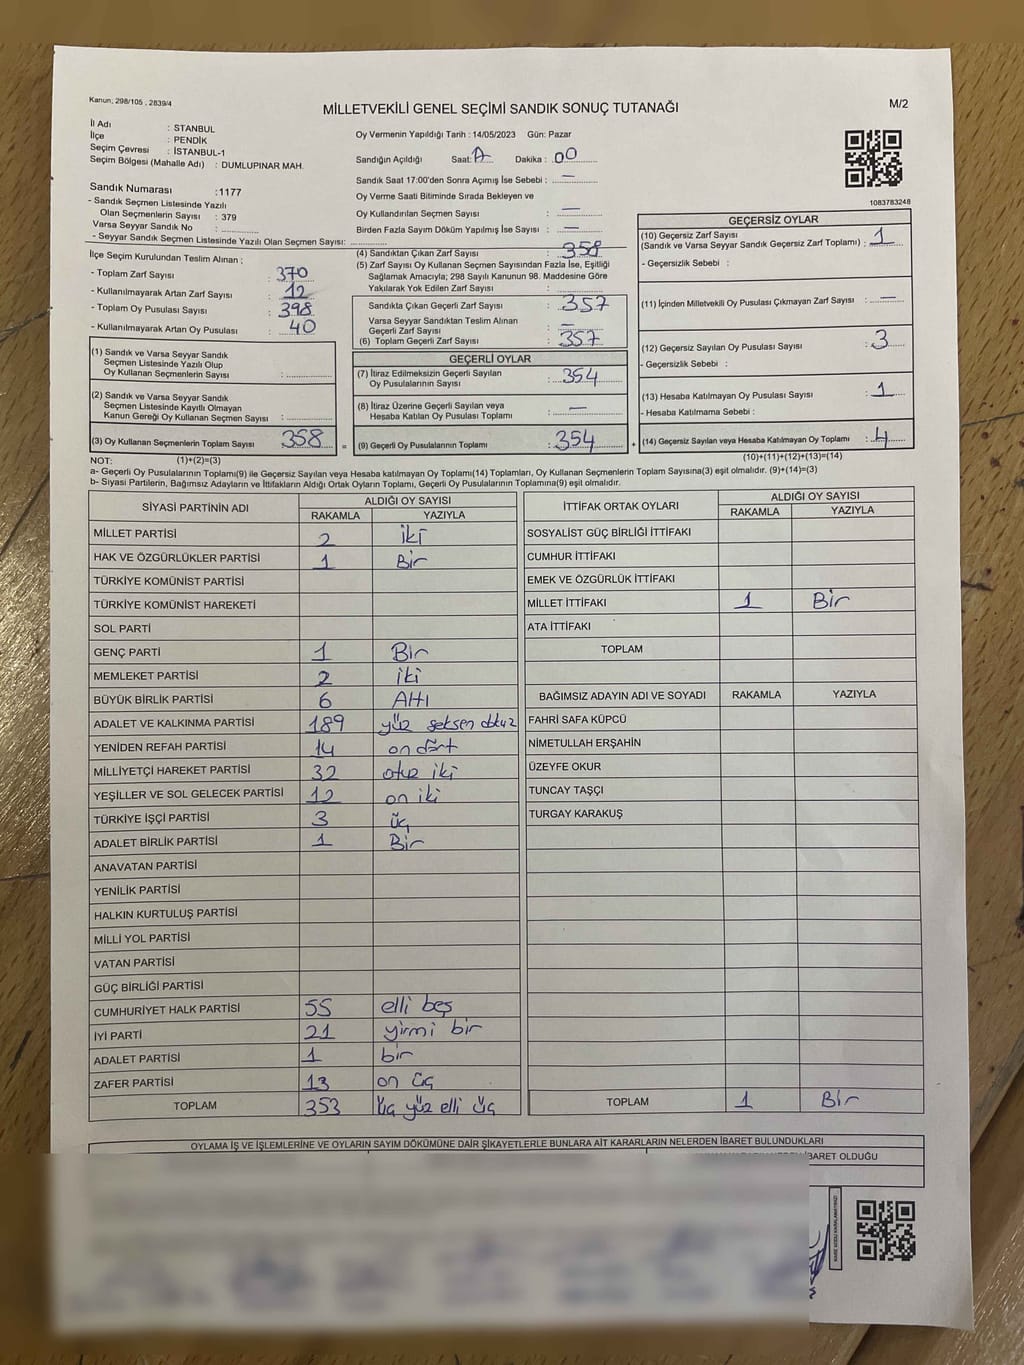 Kanun; 298/105 , 2839/4
MİLLETVEKİLİ GENEL SEÇİMİ SANDIK SONUÇ TUTANAĞI
M/2
İl Adı : STANBUL
İlçe : PENDİK
Seçim Çevresi : İSTANBUL-1
Seçim Bölgesi (Mahalle Adı) : DUMLUPINAR MAH.
Oy Vermenin Yapıldığı Tarih : 14/05/2023 Gün: Pazar
Sandığın Açıldığı Saat: Dakika : 00
Sandık Saat 17:00'den Sonra Açımış İse Sebebi : —
Oy Verme Saati Bitiminde Sırada Bekleyen ve
Oy Kullandırılan Seçmen Sayısı : —
Birden Fazla Sayım Döküm Yapılmış İse Sayısı : —
1083783248
Sandık Numarası :1177
- Sandık Seçmen Listesinde Yazılı
Olan Seçmenlerin Sayısı : 379
Varsa Seyyar Sandık No :
- Seyyar Sandık Seçmen Listesinde Yazılı Olan Seçmen Sayısı:
İlçe Seçim Kurulundan Teslim Alınan ;
- Toplam Zarf Sayısı : 370
- Kullanılmayarak Artan Zarf Sayısı : 12
- Toplam Oy Pusulası Sayısı : 398
- Kullanılmayarak Artan Oy Pusulası : 40
(1) Sandık ve Varsa Seyyar Sandık
Seçmen Listesinde Yazılı Olup
Oy Kullanan Seçmenlerin Sayısı :
(2) Sandık ve Varsa Seyyar Sandık
Seçmen Listesinde Kayıtlı Olmayan
Kanun Gereği Oy Kullanan Seçmen Sayısı :
(3) Oy Kullanan Seçmenlerin Toplam Sayısı : 358
(4) Sandıktan Çıkan Zarf Sayısı : 358
(5) Zarf Sayısı Oy Kullanan Seçmen Sayısından Fazla İse, Eşitliği
Sağlamak Amacıyla; 298 Sayılı Kanunun 98. Maddesine Göre
Yakılarak Yok Edilen Zarf Sayısı :
Sandıkta Çıkan Geçerli Zarf Sayısı : 357
Varsa Seyyar Sandıktan Teslim Alınan
Geçerli Zarf Sayısı : —
(6) Toplam Geçerli Zarf Sayısı : 357
GEÇERLİ OYLAR
(7) İtiraz Edilmeksizin Geçerli Sayılan
Oy Pusulalarının Sayısı : 354
(8) İtiraz Üzerine Geçerli Sayılan veya
Hesaba Katılan Oy Pusulası Toplamı : —
= (9) Geçerli Oy Pusulalarının Toplamı : 354 +
GEÇERSİZ OYLAR
(10) Geçersiz Zarf Sayısı
(Sandık ve Varsa Seyyar Sandık Geçersiz Zarf Toplamı) : 1
- Geçersizlik Sebebi :
(11) İçinden Milletvekili Oy Pusulası Çıkmayan Zarf Sayısı : —
(12) Geçersiz Sayılan Oy Pusulası Sayısı : 3
- Geçersizlik Sebebi :
(13) Hesaba Katılmayan Oy Pusulası Sayısı : 1
- Hesaba Katılmama Sebebi :
(14) Geçersiz Sayılan veya Hesaba Katılmayan Oy Toplamı : 4
NOT: (1)+(2)=(3)
(10)+(11)+(12)+(13)=(14)
a- Geçerli Oy Pusulalarının Toplamı(9) ile Geçersiz Sayılan veya Hesaba katılmayan Oy Toplamı(14) Toplamları, Oy Kullanan Seçmenlerin Toplam Sayısına(3) eşit olmalıdır. (9)+(14)=(3)
b- Siyasi Partilerin, Bağımsız Adayların ve İttifakların Aldığı Ortak Oyların Toplamı, Geçerli Oy Pusulalarının Toplamına(9) eşit olmalıdır.
SİYASİ PARTİNİN ADI ALDIĞI OY SAYISI
RAKAMLA YAZIYLA
MİLLET PARTİSİ 2 iki
HAK VE ÖZGÜRLÜKLER PARTİSİ 1 Bir
TÜRKİYE KOMÜNİST PARTİSİ
TÜRKİYE KOMÜNİST HAREKETİ
SOL PARTİ
GENÇ PARTİ 1 Bir
MEMLEKET PARTİSİ 2 iki
BÜYÜK BİRLİK PARTİSİ 6 Altı
ADALET VE KALKINMA PARTİSİ 189 yüz seksen dokuz
YENİDEN REFAH PARTİSİ 14 on dört
MİLLİYETÇİ HAREKET PARTİSİ 32 otuz iki
YEŞİLLER VE SOL GELECEK PARTİSİ 12 on iki
TÜRKİYE İŞÇİ PARTİSİ 3 üç
ADALET BİRLİK PARTİSİ 1 Bir
ANAVATAN PARTİSİ
YENİLİK PARTİSİ
HALKIN KURTULUŞ PARTİSİ
MİLLİ YOL PARTİSİ
VATAN PARTİSİ
GÜÇ BİRLİĞİ PARTİSİ
CUMHURİYET HALK PARTİSİ 55 elli beş
İYİ PARTİ 21 yirmi bir
ADALET PARTİSİ 1 bir
ZAFER PARTİSİ 13 on üç
TOPLAM 353 üç yüz elli üç
İTTİFAK ORTAK OYLARI ALDIĞI OY SAYISI
RAKAMLA YAZIYLA
SOSYALİST GÜÇ BİRLİĞİ İTTİFAKI
CUMHUR İTTİFAKI
EMEK VE ÖZGÜRLÜK İTTİFAKI
MİLLET İTTİFAKI 1 Bir
ATA İTTİFAKI
TOPLAM
BAĞIMSIZ ADAYIN ADI VE SOYADI RAKAMLA YAZIYLA
FAHRİ SAFA KÜPCÜ
NİMETULLAH ERŞAHİN
ÜZEYFE OKUR
TUNCAY TAŞÇI
TURGAY KARAKUŞ
TOPLAM 1 Bir
OYLAMA İŞ VE İŞLEMLERİNE VE OYLARIN SAYIM DÖKÜMÜNE DAİR ŞİKAYETLERLE BUNLARA AİT KARARLARIN NELERDEN İBARET BULUNDUKLARI
İBARET OLDUĞU